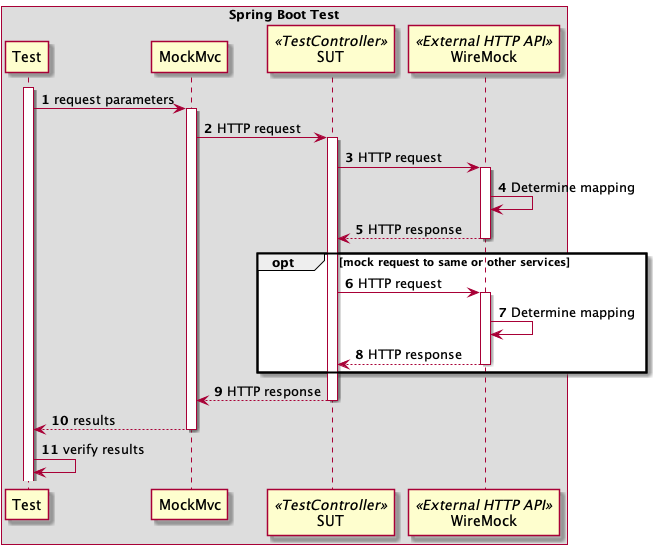 Spring Boot Test
Test
MockMvc
«TestController»
SUT
«External HTTP API»
WireMock
1 request parameters
2 HTTP request
3 HTTP request
4 Determine mapping
5 HTTP response
opt [mock request to same or other services]
6 HTTP request
7 Determine mapping
8 HTTP response
9 HTTP response
10 results
11 verify results
Test
MockMvc
«TestController»
SUT
«External HTTP API»
WireMock